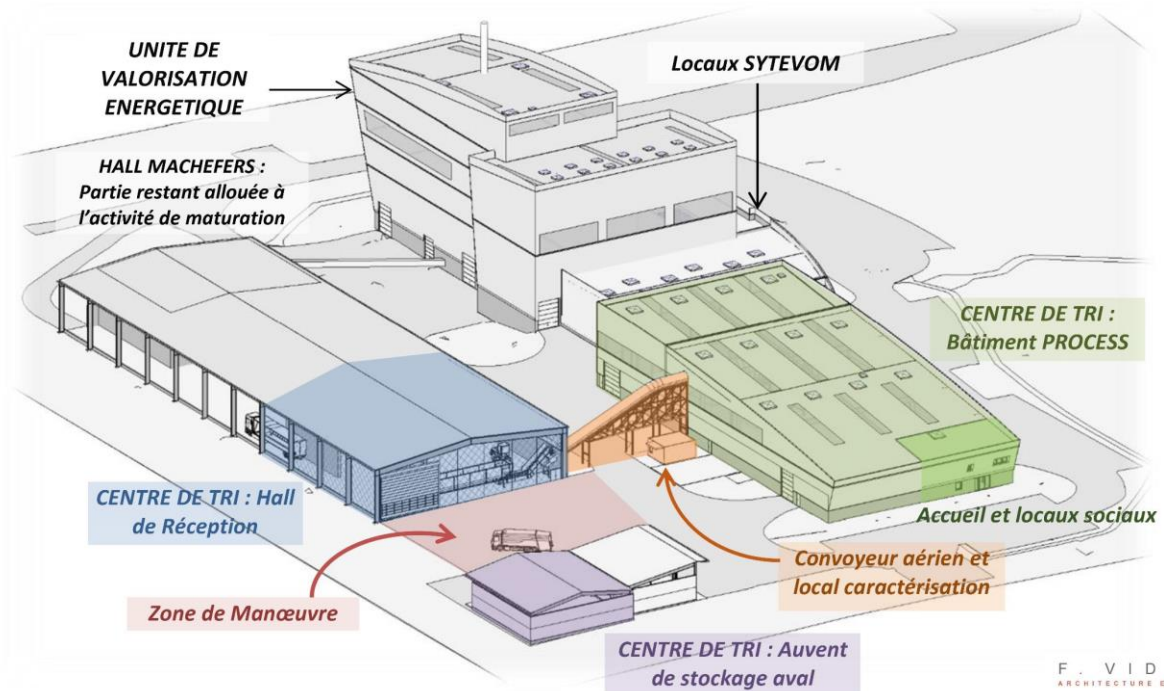 UNITE DE
VALORISATION
ENERGETIQUE
Locaux SYTEVOM
HALL MACHEFERS :
Partie restant allouée à
l'activité de maturation
CENTRE DE TRI :
Bâtiment PROCESS
CENTRE DE TRI : Hall
de Réception
Accueil et locaux sociaux
Convoyeur aérien et
local caractérisation
Zone de Manœuvre
CENTRE DE TRI : Auvent
de stockage aval
F. VID
ARCHITECTURE E